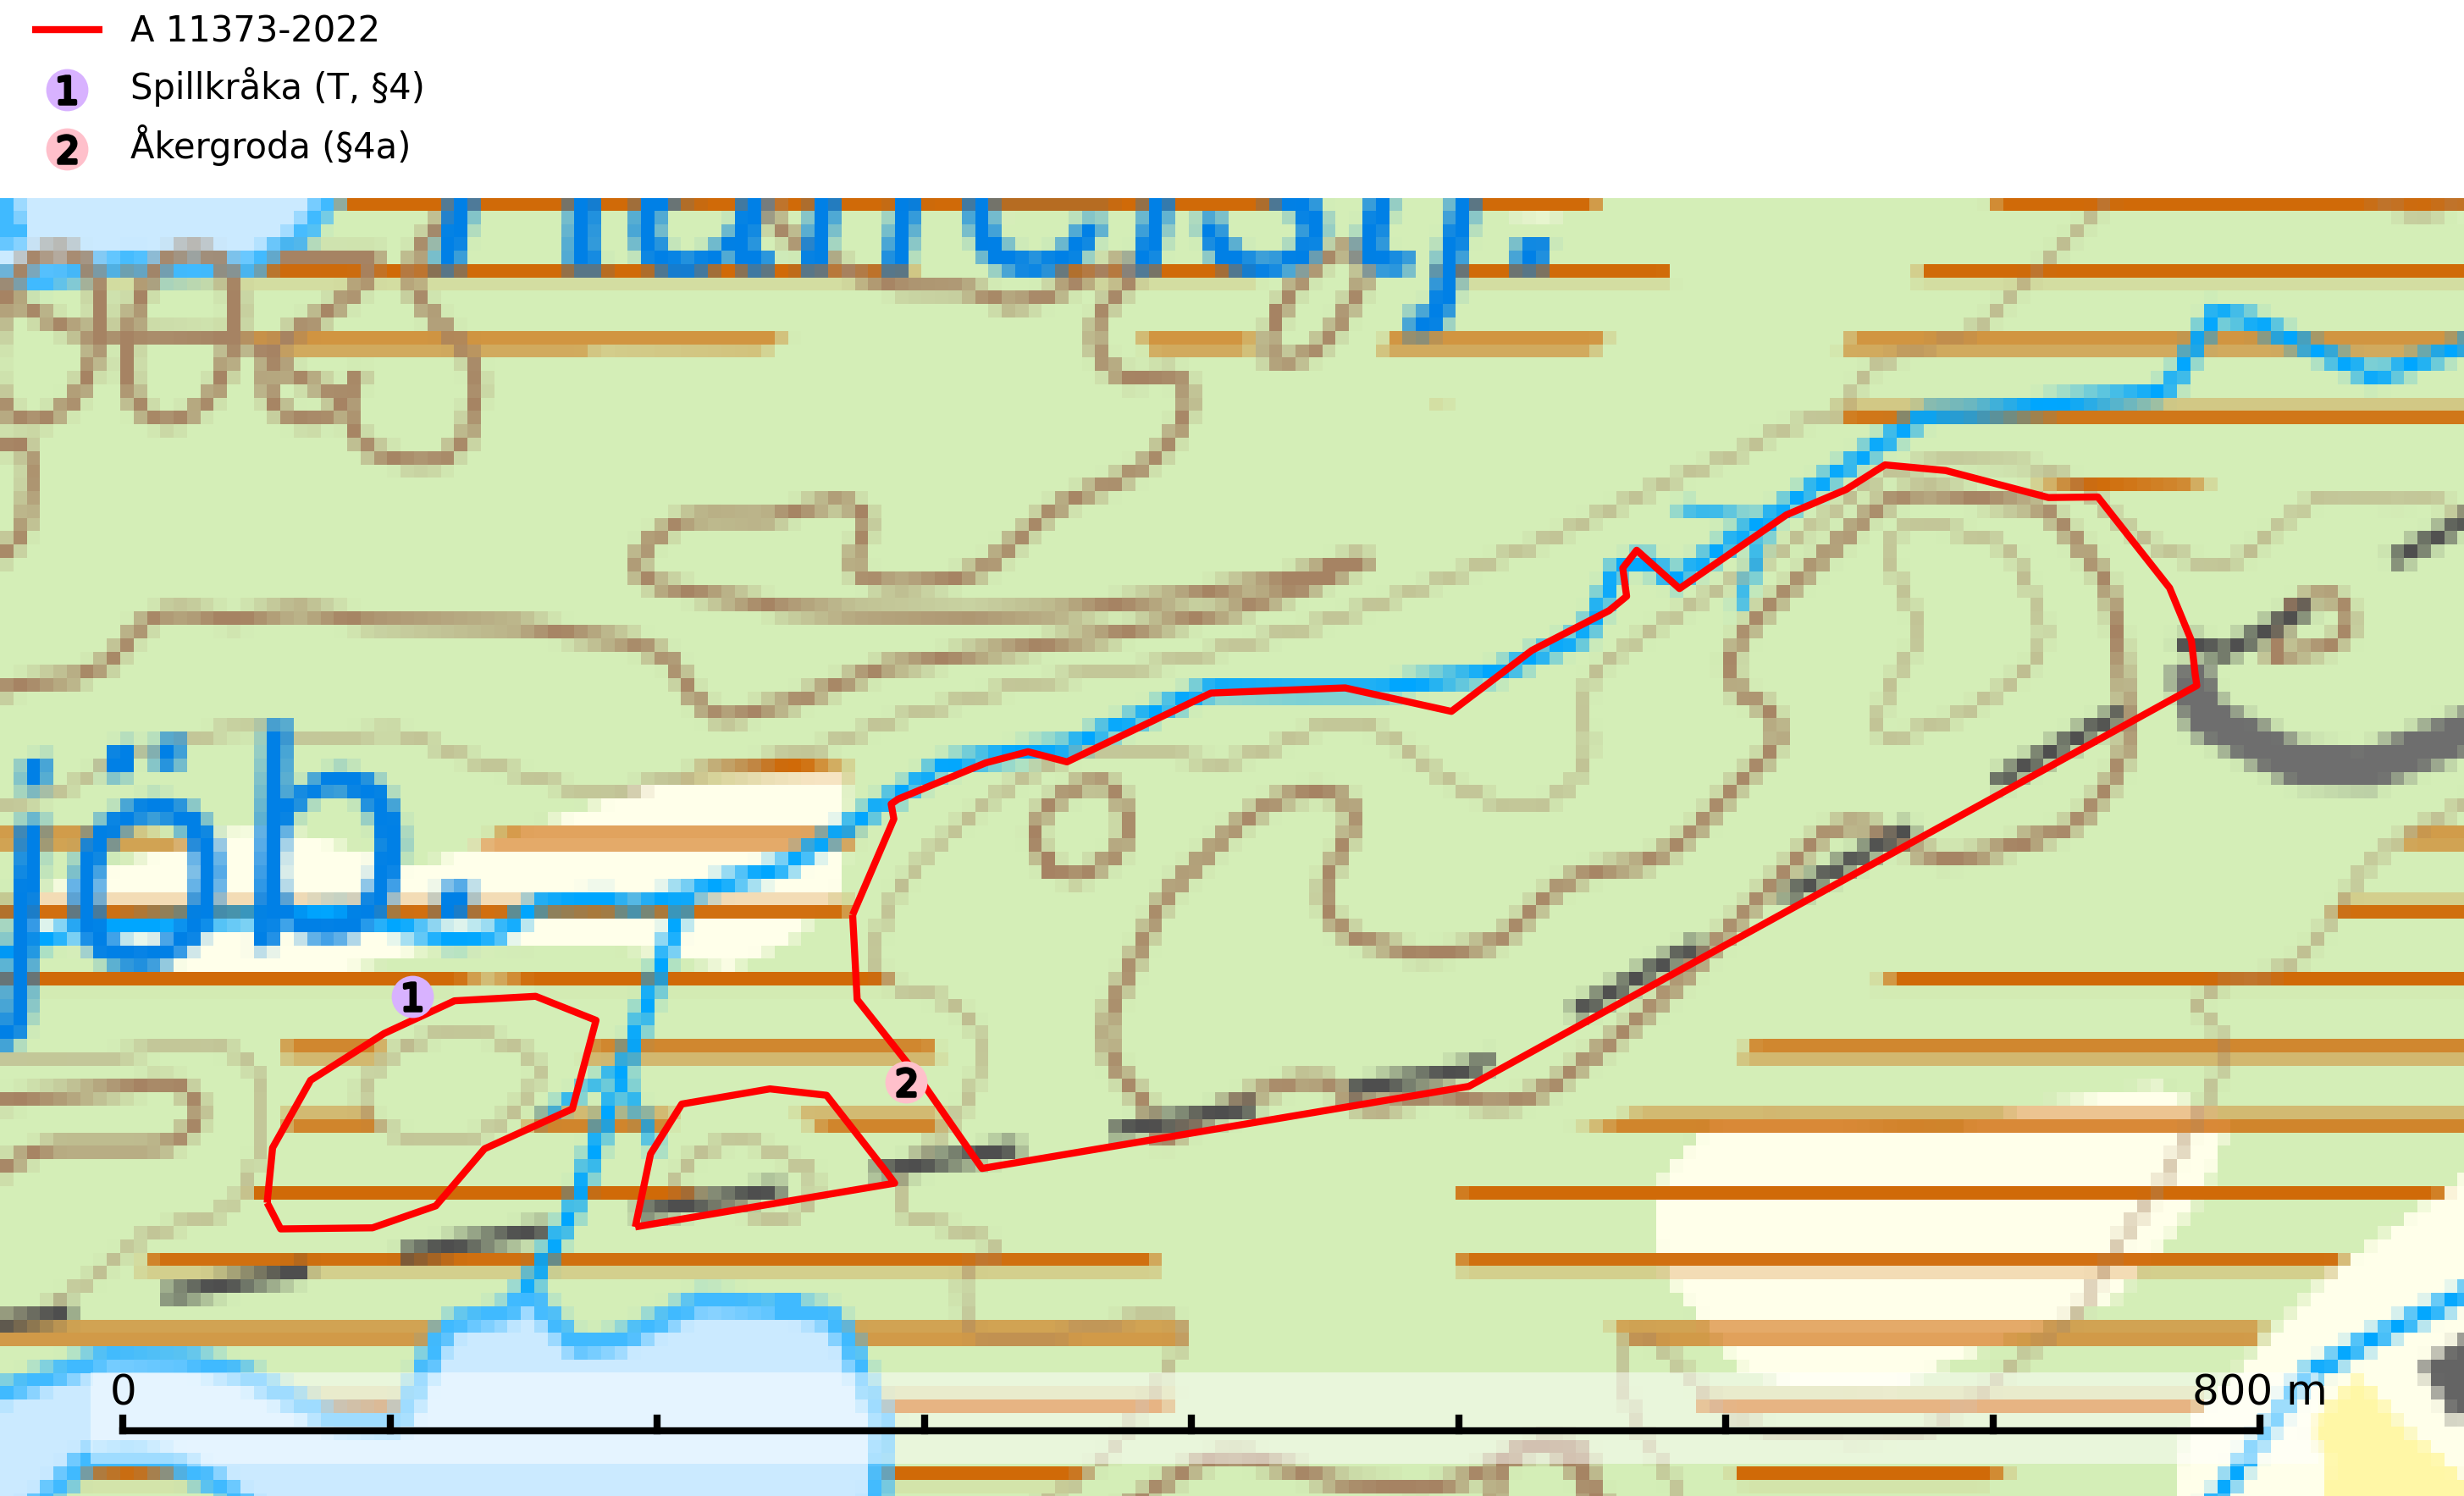 A 11373-2022
1 Spillkråka (T, §4)
2 Åkergroda (§4a)
1
2
0 800 m